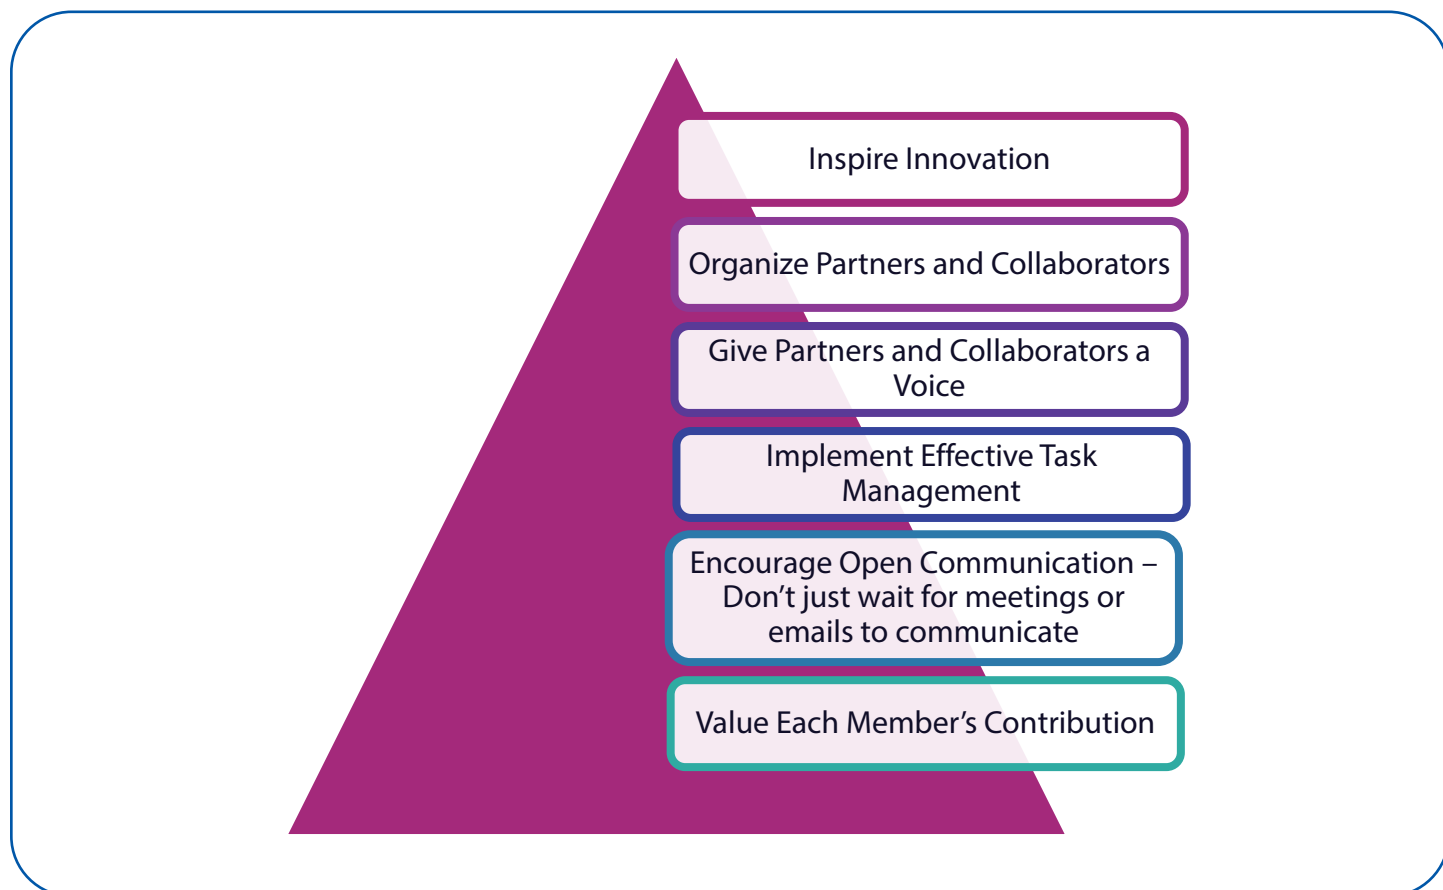 Inspire Innovation
Organize Partners and Collaborators
Give Partners and Collaborators a
Voice
Implement Effective Task
Management
Encourage Open Communication –
Don’t just wait for meetings or
emails to communicate
Value Each Member’s Contribution